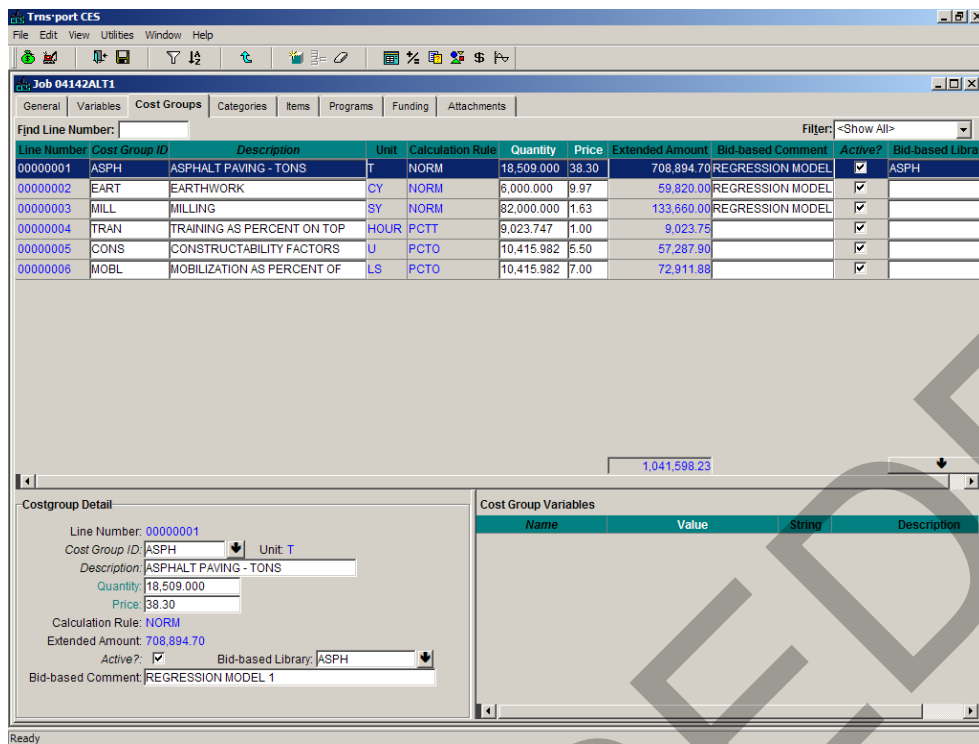 Trns·port CES
File Edit View Utilities Window Help
Job 04142ALT1
General Variables Cost Groups Categories Items Programs Funding Attachments
Find Line Number: Filter: <Show All>
Line Number Cost Group ID Description Unit Calculation Rule Quantity Price Extended Amount Bid-based Comment Active? Bid-based Libra
00000001 ASPH ASPHALT PAVING - TONS T NORM 18,509.000 38.30 708,894.70 REGRESSION MODEL ASPH
00000002 EART EARTHWORK CY NORM 6,000.000 9.97 59,820.00 REGRESSION MODEL
00000003 MILL MILLING SY NORM 82,000.000 1.63 133,660.00 REGRESSION MODEL
00000004 TRAN TRAINING AS PERCENT ON TOP HOUR PCTT 9,023.747 1.00 9,023.75
00000005 CONS CONSTRUCTABILITY FACTORS U PCTO 10,415.982 5.50 57,287.90
00000006 MOBL MOBILIZATION AS PERCENT OF LS PCTO 10,415.982 7.00 72,911.88
1,041,598.23
Costgroup Detail
Line Number: 00000001
Cost Group ID: ASPH Unit: T
Description: ASPHALT PAVING - TONS
Quantity: 18,509.000
Price: 38.30
Calculation Rule: NORM
Extended Amount: 708,894.70
Active?: Bid-based Library: ASPH
Bid-based Comment: REGRESSION MODEL 1
Cost Group Variables
Name Value String Description
Ready